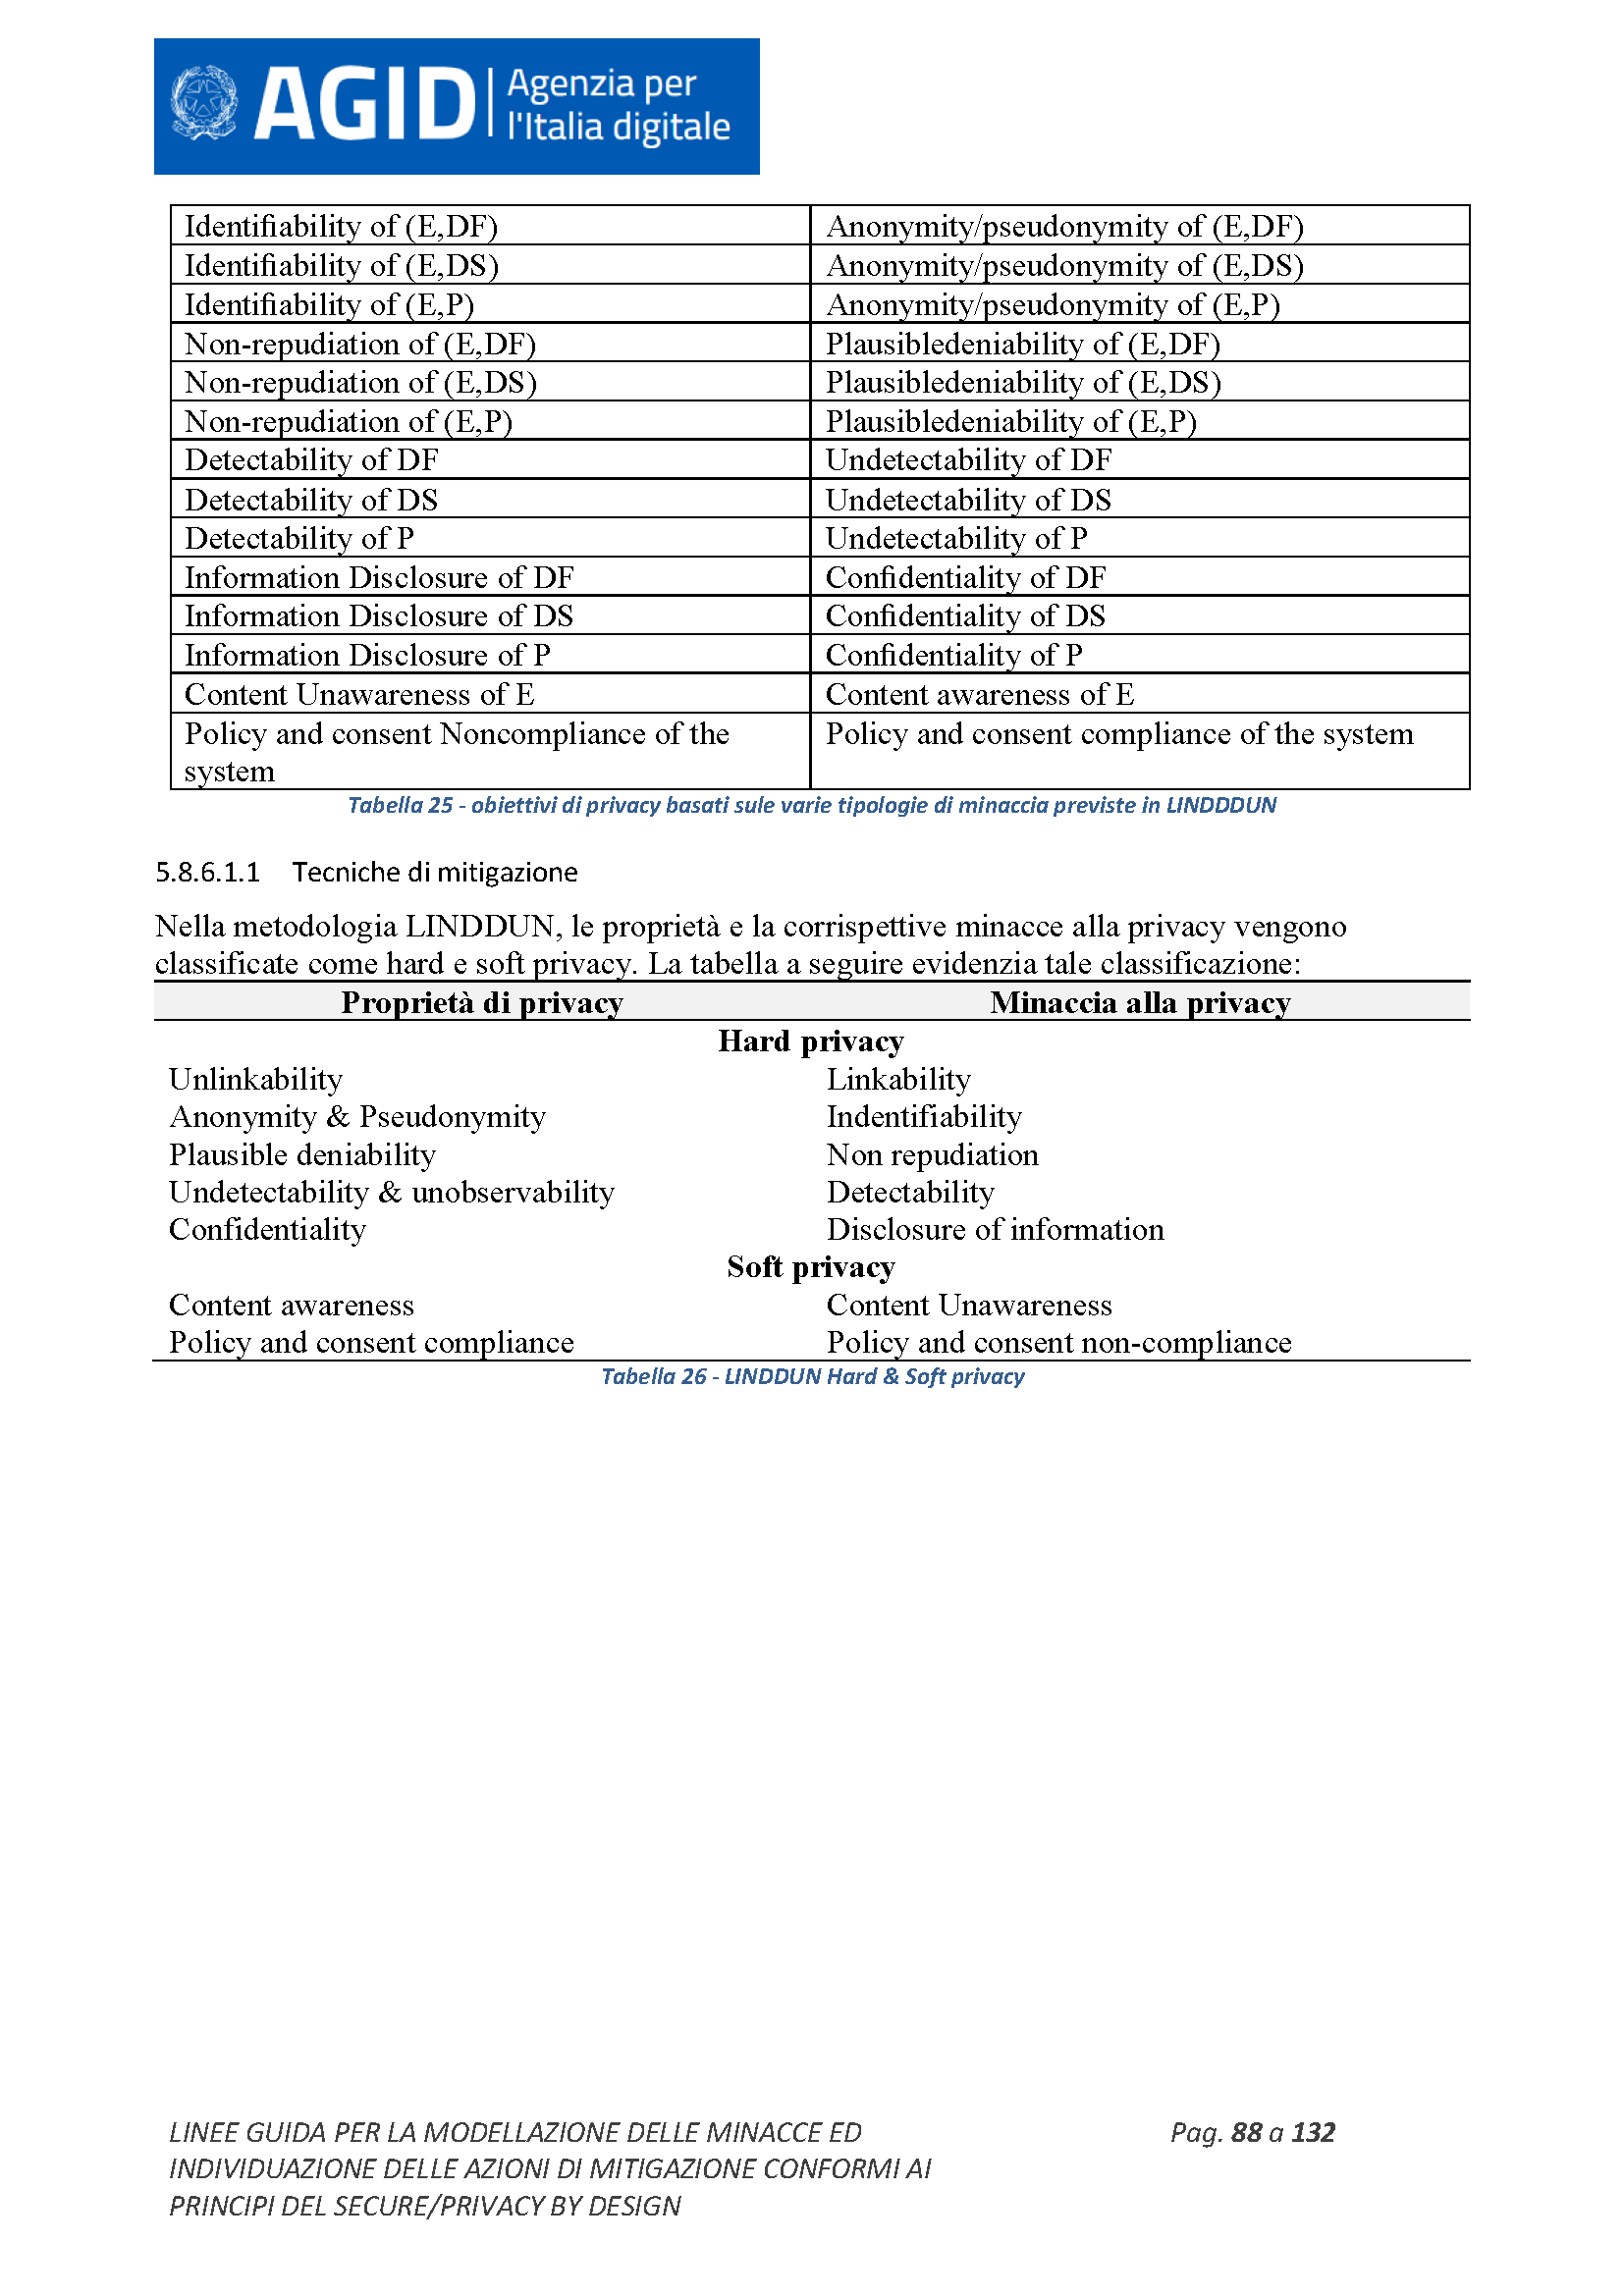 AGID
Agenzia per
l'Italia digitale
Identifiability of (E,DF) Anonymity/pseudonymity of (E,DF)
Identifiability of (E,DS) Anonymity/pseudonymity of (E,DS)
Identifiability of (E,P) Anonymity/pseudonymity of (E,P)
Non-repudiation of (E,DF) Plausibledeniability of (E,DF)
Non-repudiation of (E,DS) Plausibledeniability of (E,DS)
Non-repudiation of (E,P) Plausibledeniability of (E,P)
Detectability of DF Undetectability of DF
Detectability of DS Undetectability of DS
Detectability of P Undetectability of P
Information Disclosure of DF Confidentiality of DF
Information Disclosure of DS Confidentiality of DS
Information Disclosure of P Confidentiality of P
Content Unawareness of E Content awareness of E
Policy and consent Noncompliance of the Policy and consent compliance of the system
system
Tabella 25 - obiettivi di privacy basati sule varie tipologie di minaccia previste in LINDDDUN
5.8.6.1.1 Tecniche di mitigazione
Nella metodologia LINDDUN, le proprietà e la corrispettive minacce alla privacy vengono
classificate come hard e soft privacy. La tabella a seguire evidenzia tale classificazione:
Proprietà di privacy Minaccia alla privacy
Hard privacy
Unlinkability Linkability
Anonymity & Pseudonymity Indentifiability
Plausible deniability Non repudiation
Undetectability & unobservability Detectability
Confidentiality Disclosure of information
Soft privacy
Content awareness Content Unawareness
Policy and consent compliance Policy and consent non-compliance
Tabella 26 - LINDDUN Hard & Soft privacy
LINEE GUIDA PER LA MODELLAZIONE DELLE MINACCE ED Pag. 88 a 132
INDIVIDUAZIONE DELLE AZIONI DI MITIGAZIONE CONFORMI AI
PRINCIPI DEL SECURE/PRIVACY BY DESIGN